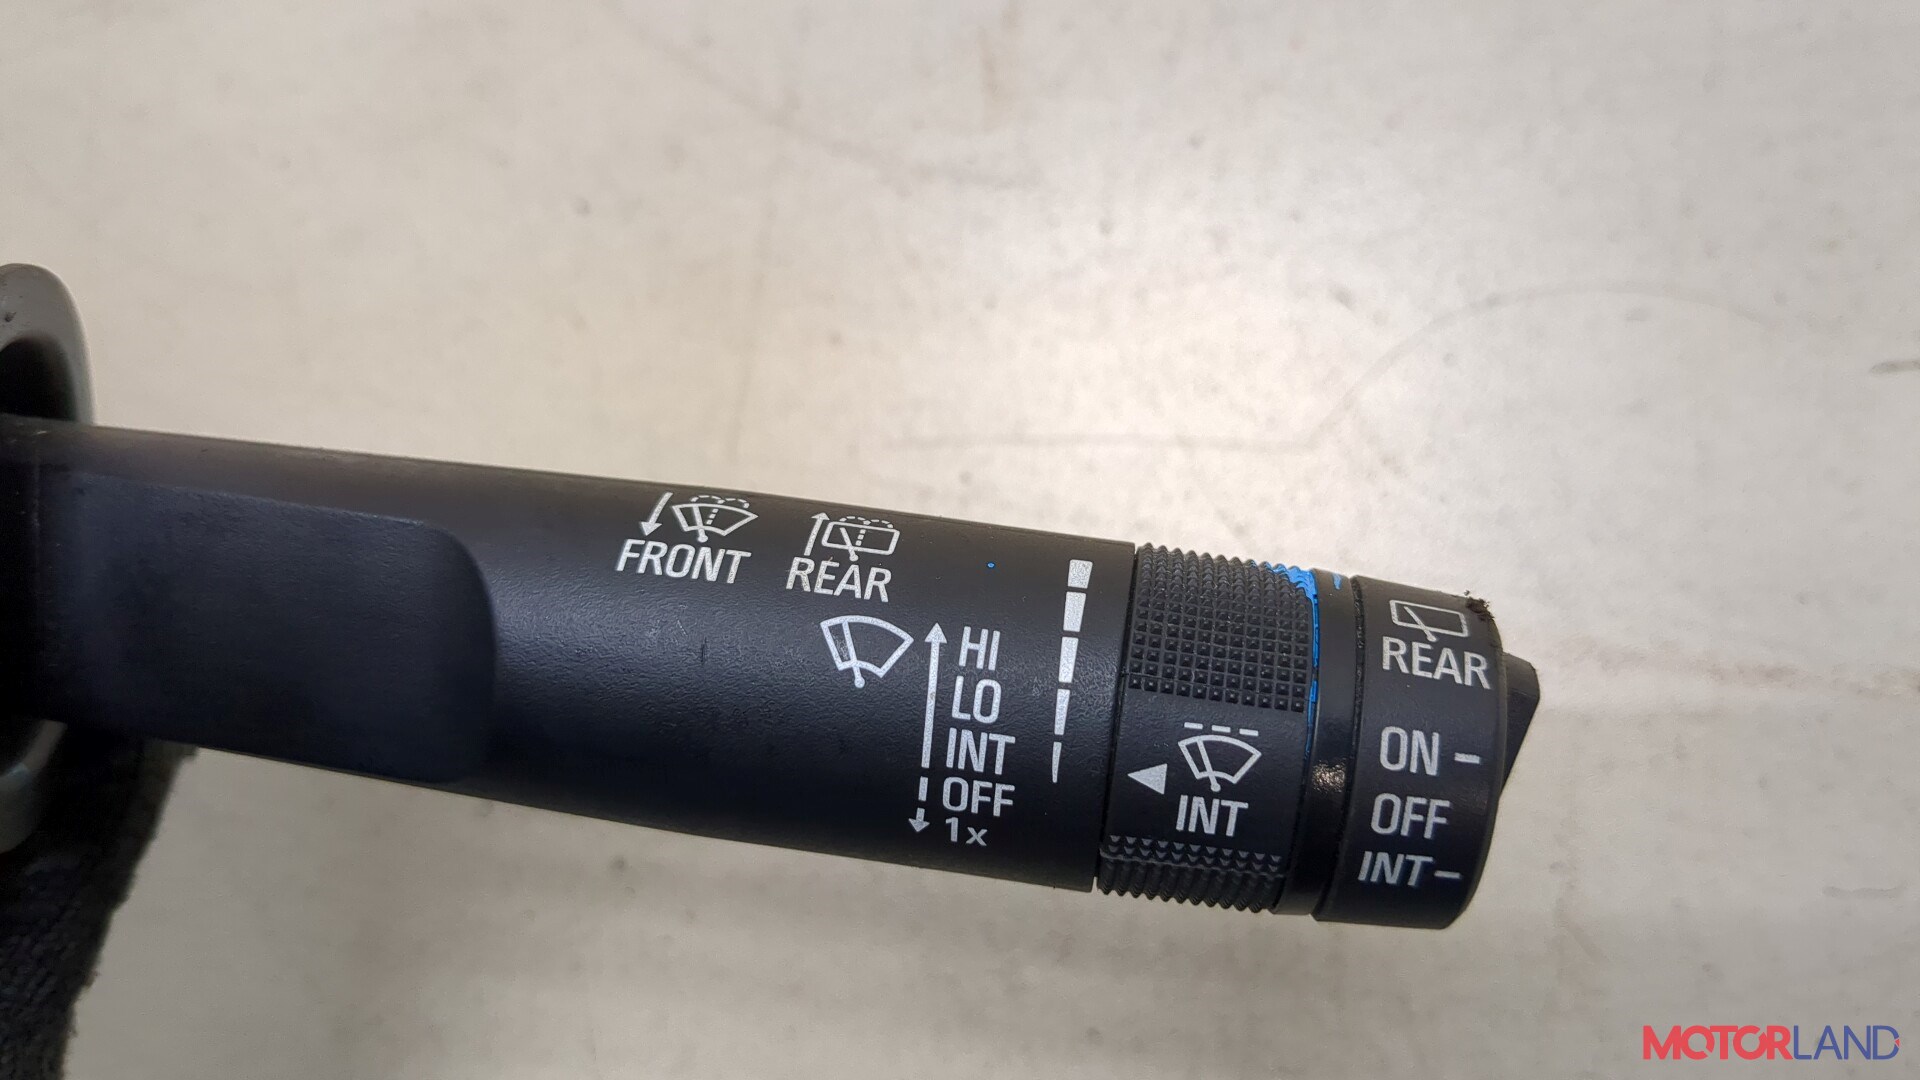 FRONT
REAR
HI
LO
INT
OFF
1x
INT
REAR
ON -
OFF
INT -
MOTORLAND